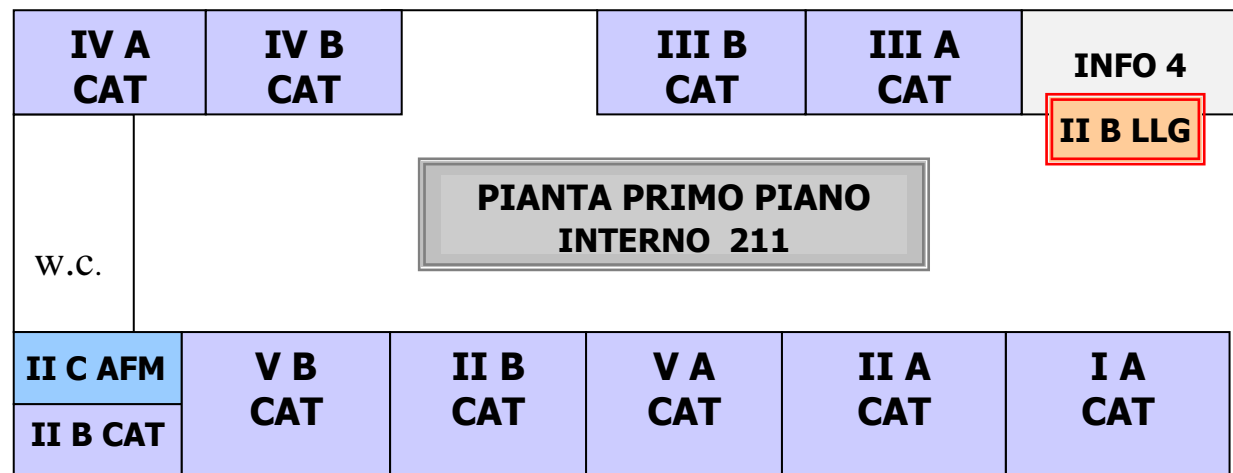 IV A
CAT
IV B
CAT
III B
CAT
III A
CAT
INFO 4
II B LLG
PIANTA PRIMO PIANO
INTERNO 211
w.c.
II C AFM
II B CAT
V B
CAT
II B
CAT
V A
CAT
II A
CAT
I A
CAT